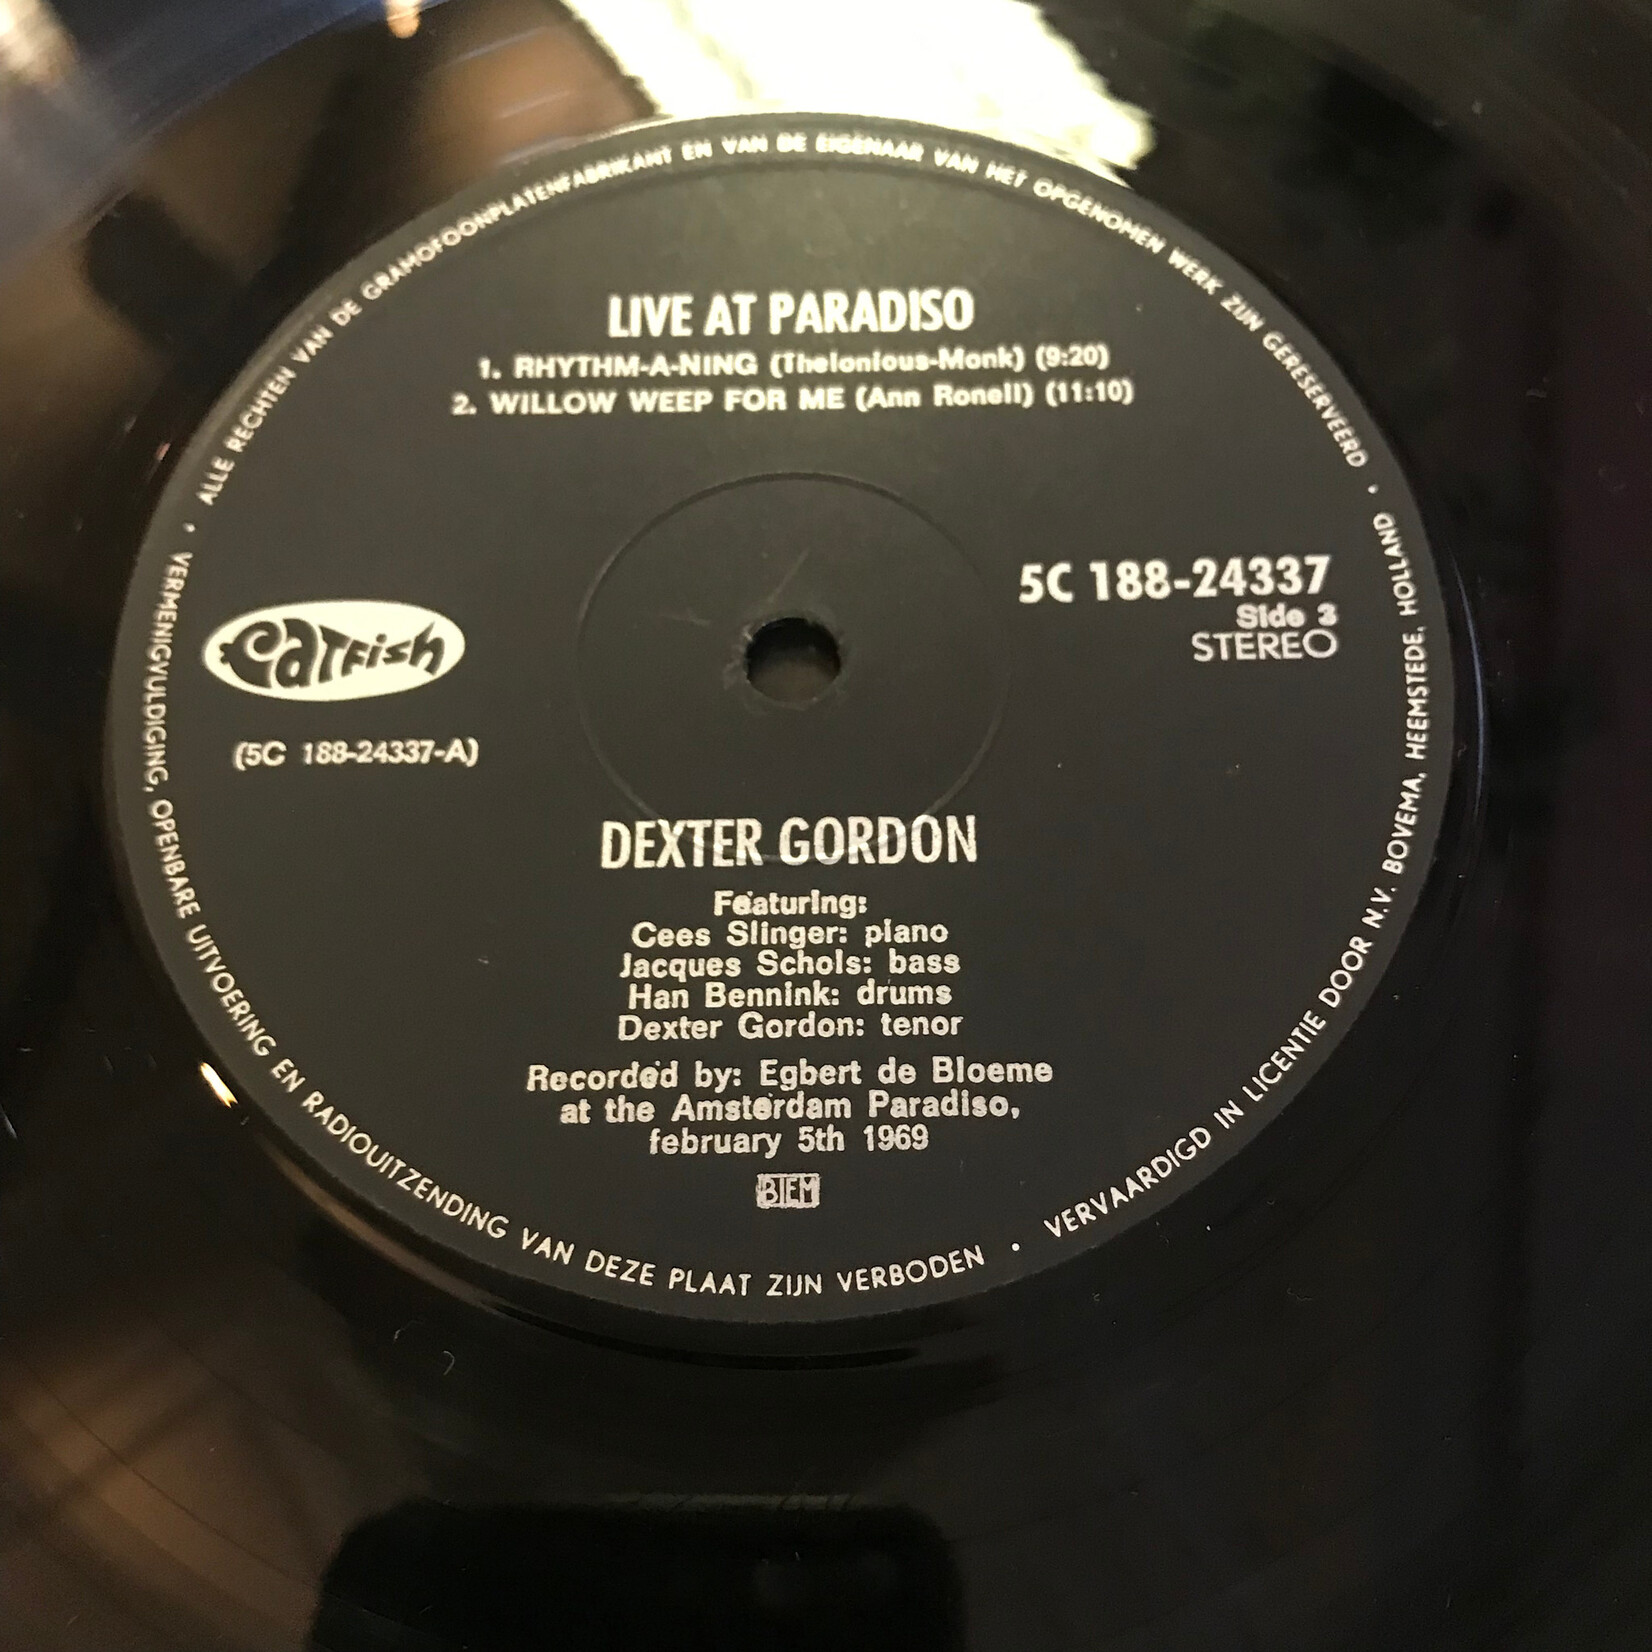 ALLE RECHTEN VAN DE GRAMOFOONPLATENFABRIKANT EN VAN DE EIGENAAR VAN HET OPGENOMEN WERK ZIJN GERESERVEERD •
LIVE AT PARADISO
1. RHYTHM-A-NING (Thelonious-Monk) (9:20)
2. WILLOW WEEP FOR ME (Ann Ronell) (11:10)
5C 188-24337
Side 3
STEREO
Catfish
(5C 188-24337-A)
DEXTER GORDON
Featuring:
Cees Slinger: piano
Jacques Schols: bass
Han Bennink: drums
Dexter Gordon: tenor
Recorded by: Egbert de Bloeme
at the Amsterdam Paradiso,
february 5th 1969
BIEM
• VERMENIGVULDIGING, OPENBARE UITVOERING EN RADIOUITZENDING VAN DEZE PLAAT ZIJN VERBODEN •
VERVAARDIGD IN LICENTIE DOOR N.V. BOVEMA, HEEMSTEDE, HOLLAND